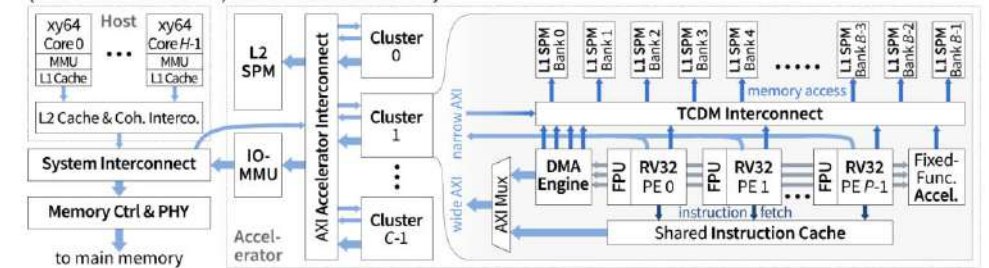 xy64
Core 0
MMU
L1 Cache
Host
xy64
Core H-1
MMU
L1 Cache
L2 Cache & Coh. Interco.
System Interconnect
Memory Ctrl & PHY
to main memory
L2
SPM
IO-
MMU
Accel-
erator
AXI Accelerator Interconnect
Cluster
0
Cluster
1
Cluster
C-1
narrow AXI
wide AXI
L1 SPM
Bank 0
L1 SPM
Bank 1
L1 SPM
Bank 2
L1 SPM
Bank 3
L1 SPM
Bank 4
L1 SPM
Bank B-3
L1 SPM
Bank B-2
L1 SPM
Bank B-1
memory access
TCDM Interconnect
AXI Mux
DMA
Engine
FPU
RV32
PE 0
FPU
RV32
PE 1
FPU
RV32
PE P-1
Fixed-
Func.
Accel.
instruction fetch
Shared Instruction Cache